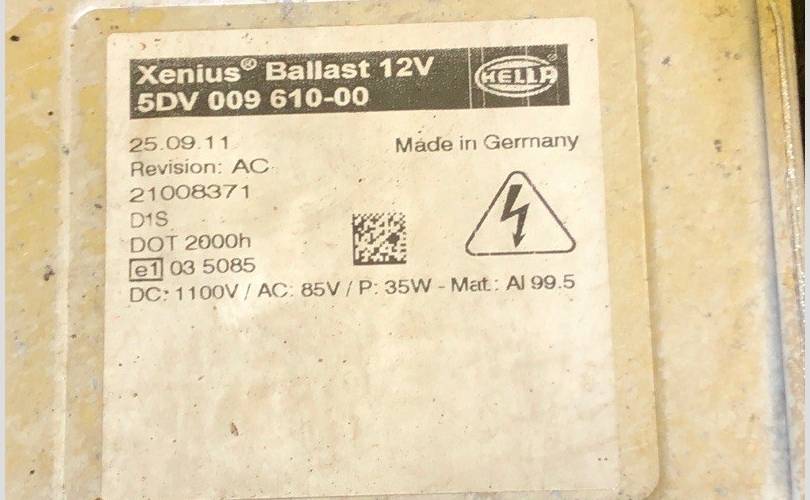 Xenius® Ballast 12V
HELLA®
5DV 009 610-00
25.09.11
Made in Germany
Revision: AC
21008371
D1S
DOT 2000h
e1 03 5085
DC: 1100V / AC: 85V / P: 35W - Mat.: Al 99.5